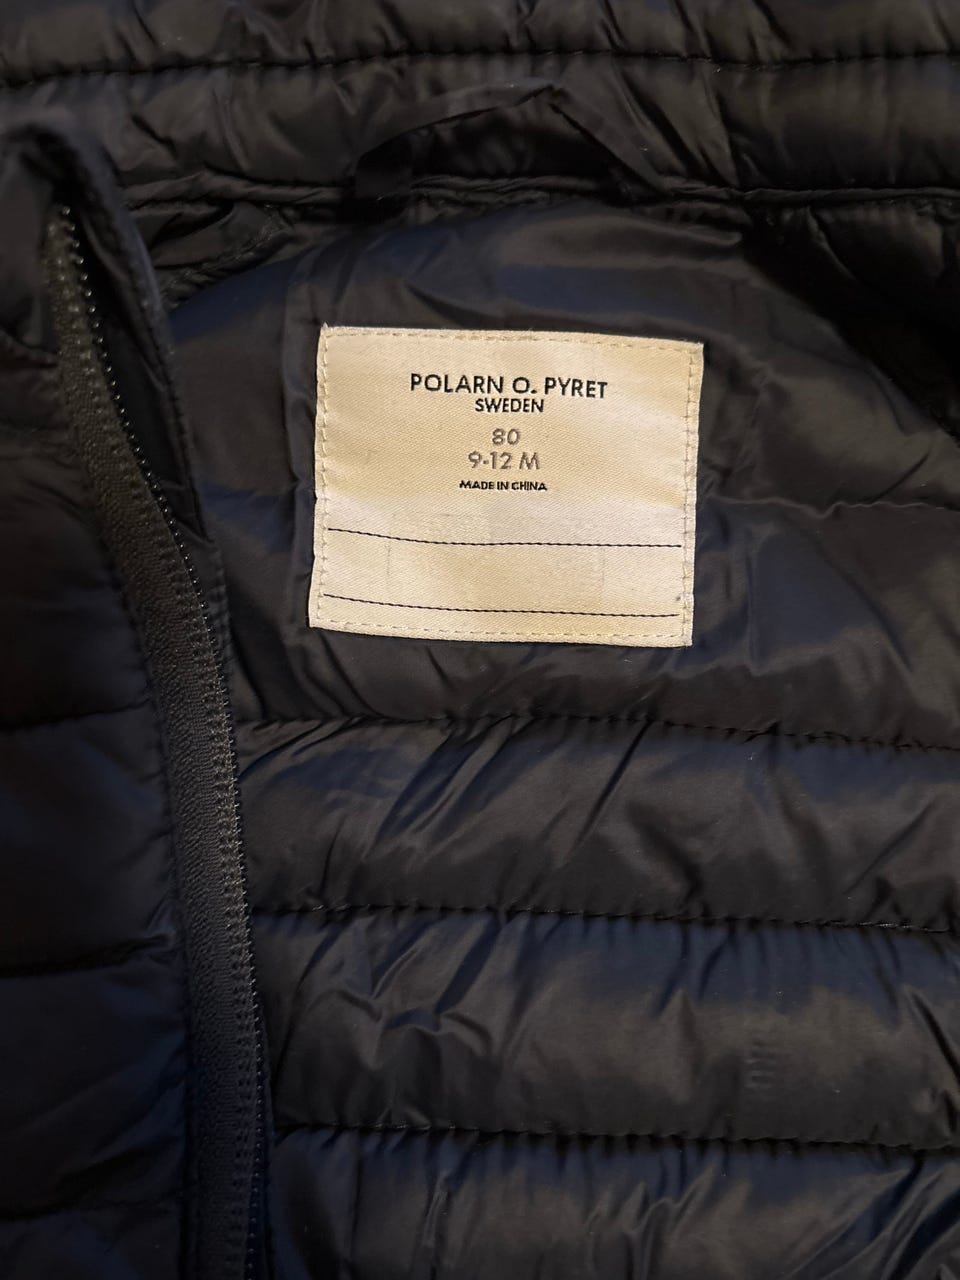 POLARN O. PYRET
SWEDEN
80
9-12 M
MADE IN CHINA